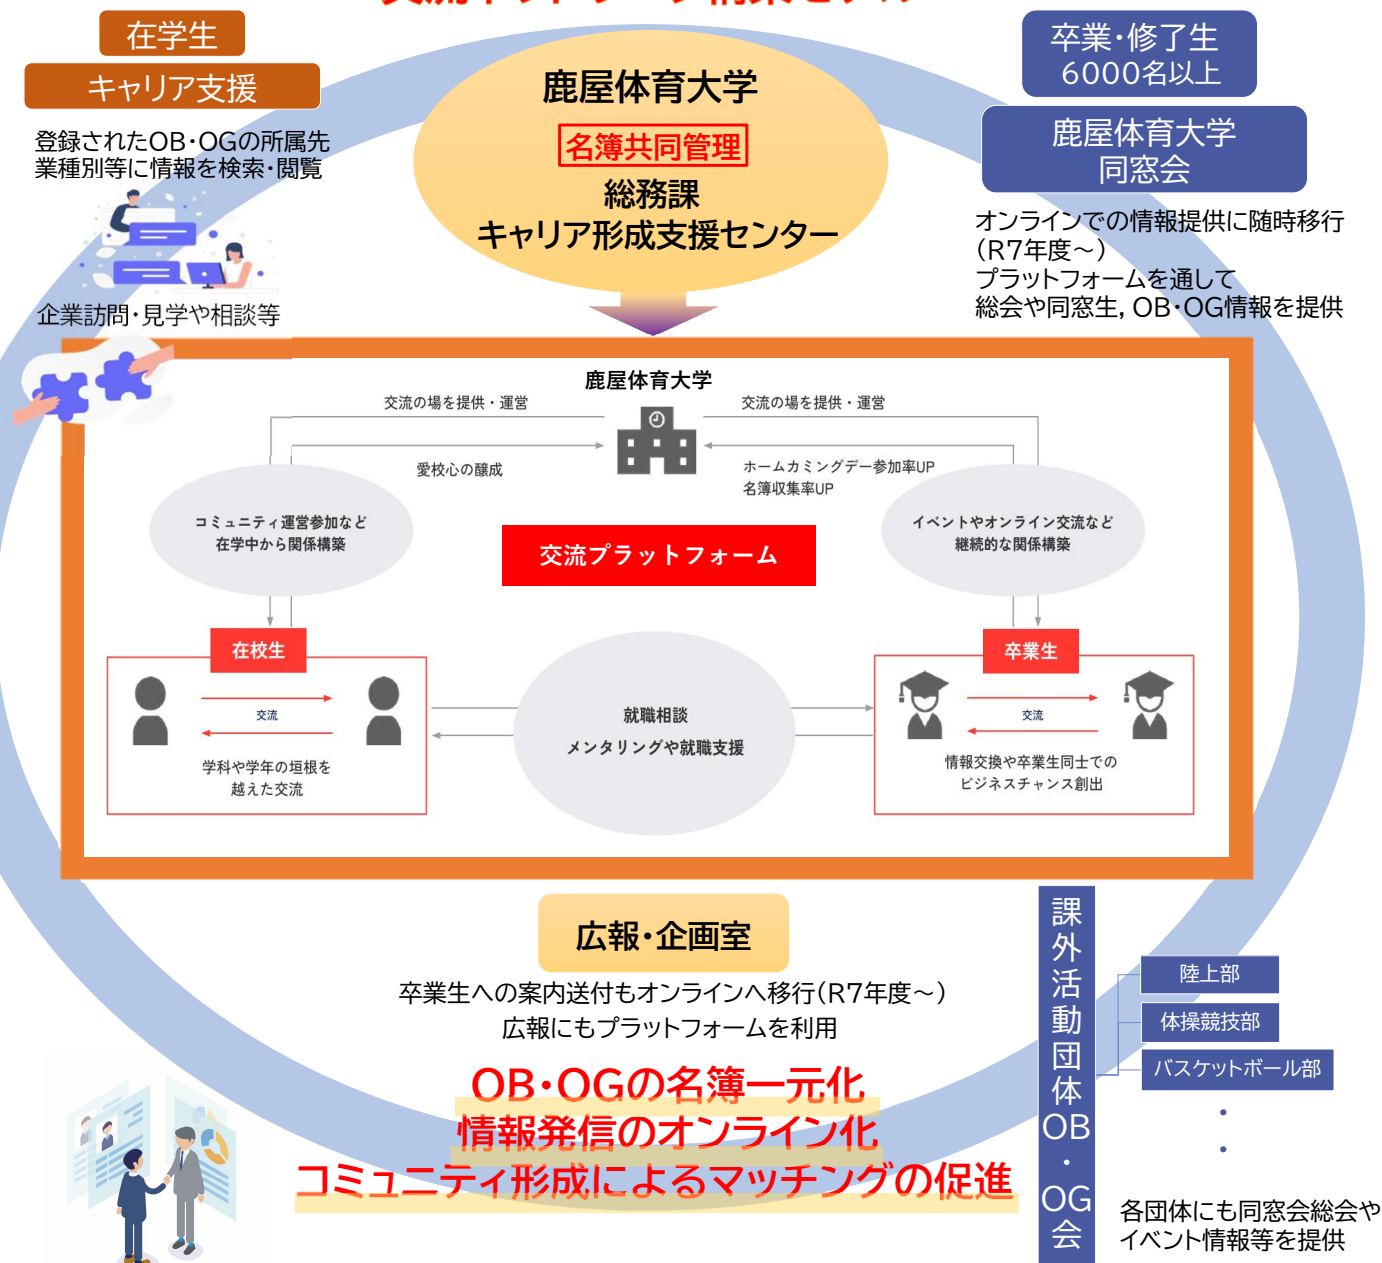 在学生
キャリア支援
登録されたOB・OGの所属先
業種別等に情報を検索・閲覧
企業訪問・見学や相談等
鹿屋体育大学
名簿共同管理
総務課
キャリア形成支援センター
卒業・修了生
6000名以上
鹿屋体育大学
同窓会
オンラインでの情報提供に随時移行
(R7年度～)
プラットフォームを通して
総会や同窓生，OB・OG情報を提供
鹿屋体育大学
交流の場を提供・運営
交流の場を提供・運営
愛校心の醸成
ホームカミングデー参加率UP
名簿収集率UP
コミュニティ運営参加など
在学中から関係構築
イベントやオンライン交流など
継続的な関係構築
交流プラットフォーム
在校生
交流
学科や学年の垣根を
越えた交流
就職相談
メンタリングや就職支援
卒業生
交流
情報交換や卒業生同士での
ビジネスチャンス創出
広報・企画室
卒業生への案内送付もオンラインへ移行(R7年度～)
広報にもプラットフォームを利用
OB・OGの名簿一元化
情報発信のオンライン化
コミュニティ形成によるマッチングの促進
課外活動団体OB・OG会
陸上部
体操競技部
バスケットボール部
・
・
各団体にも同窓会総会や
イベント情報等を提供